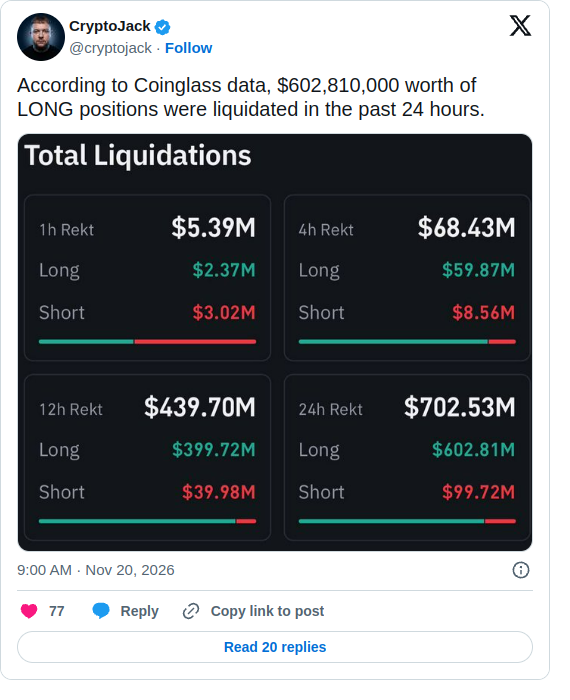 CryptoJack
@cryptojack · Follow
According to Coinglass data, $602,810,000 worth of
LONG positions were liquidated in the past 24 hours.
Total Liquidations
1h Rekt $5.39M
Long $2.37M
Short $3.02M
4h Rekt $68.43M
Long $59.87M
Short $8.56M
12h Rekt $439.70M
Long $399.72M
Short $39.98M
24h Rekt $702.53M
Long $602.81M
Short $99.72M
9:00 AM · Nov 20, 2026
77 Reply Copy link to post
Read 20 replies